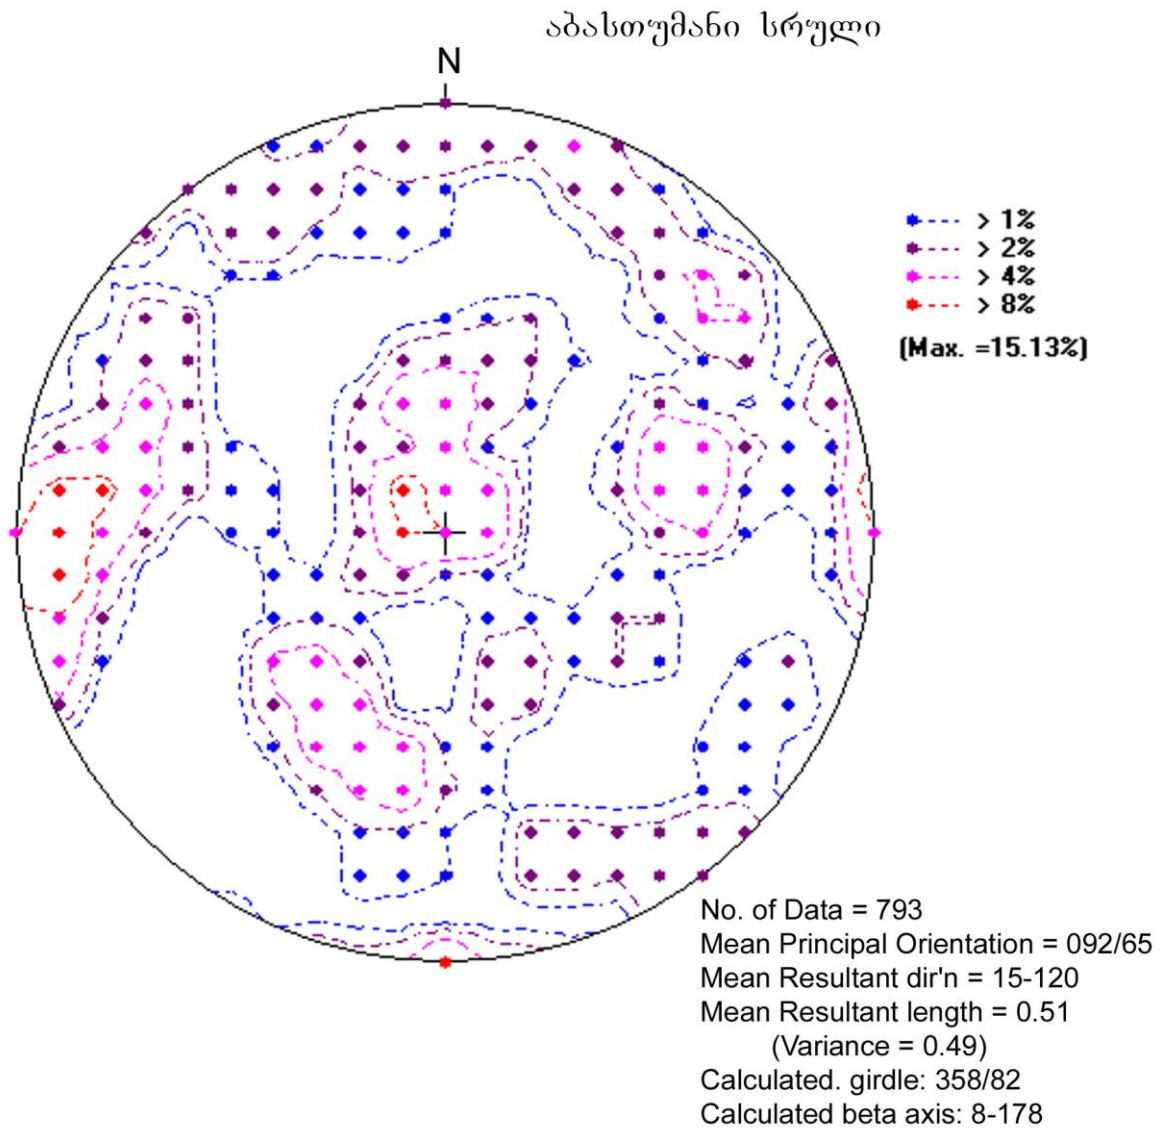 აბასთუმანი სრული
N
> 1%
> 2%
> 4%
> 8%
(Max. =15.13%)
No. of Data = 793
Mean Principal Orientation = 092/65
Mean Resultant dir'n = 15-120
Mean Resultant length = 0.51
(Variance = 0.49)
Calculated. girdle: 358/82
Calculated beta axis: 8-178